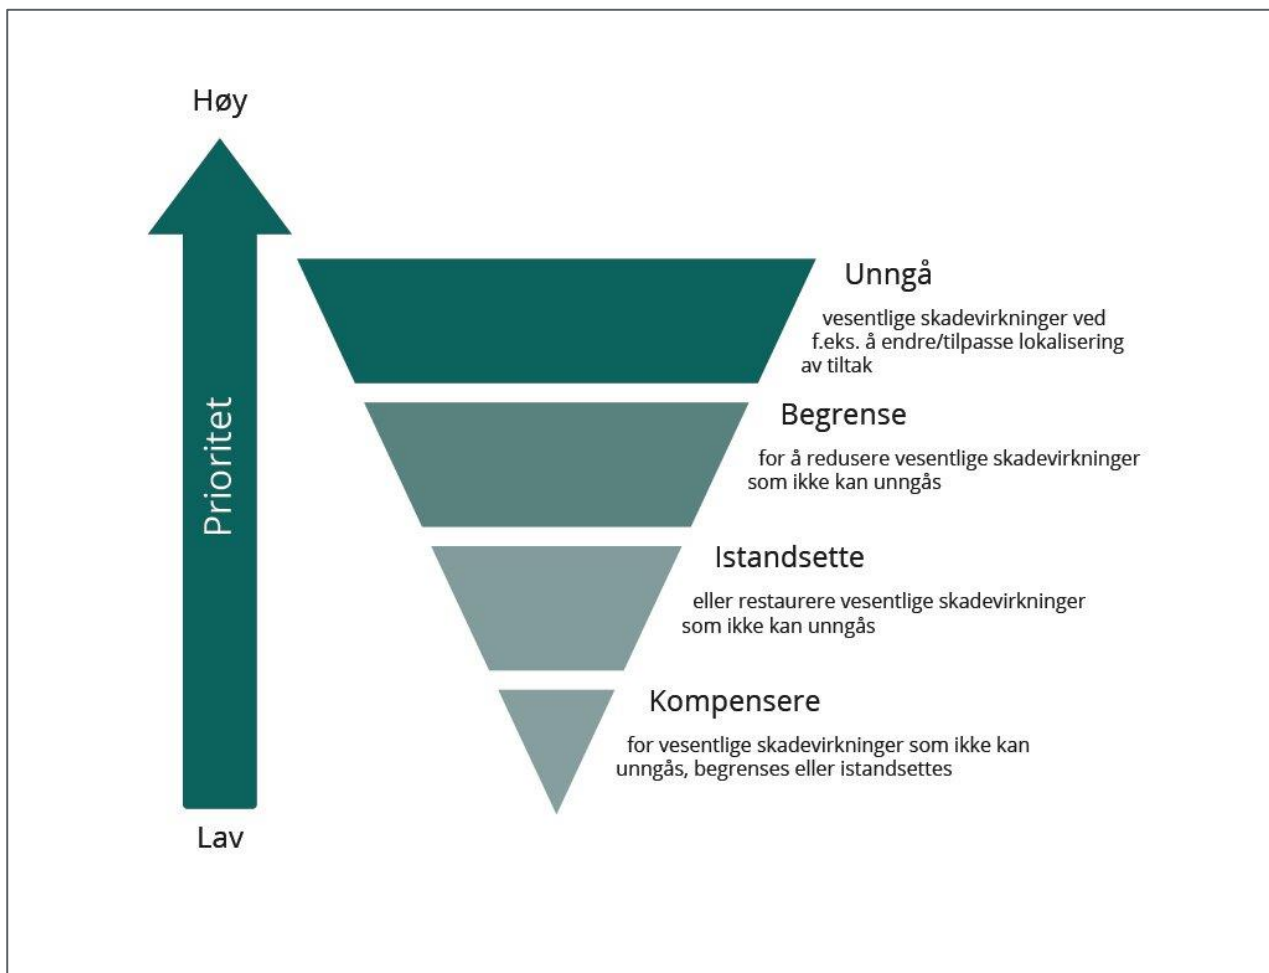 Høy
Prioritet
Lav
Unngå
vesentlige skadevirkninger ved
f.eks. å endre/tilpasse lokalisering
av tiltak
Begrense
for å redusere vesentlige skadevirkninger
som ikke kan unngås
Istandsette
eller restaurere vesentlige skadevirkninger
som ikke kan unngås
Kompensere
for vesentlige skadevirkninger som ikke kan
unngås, begrenses eller istandsettes